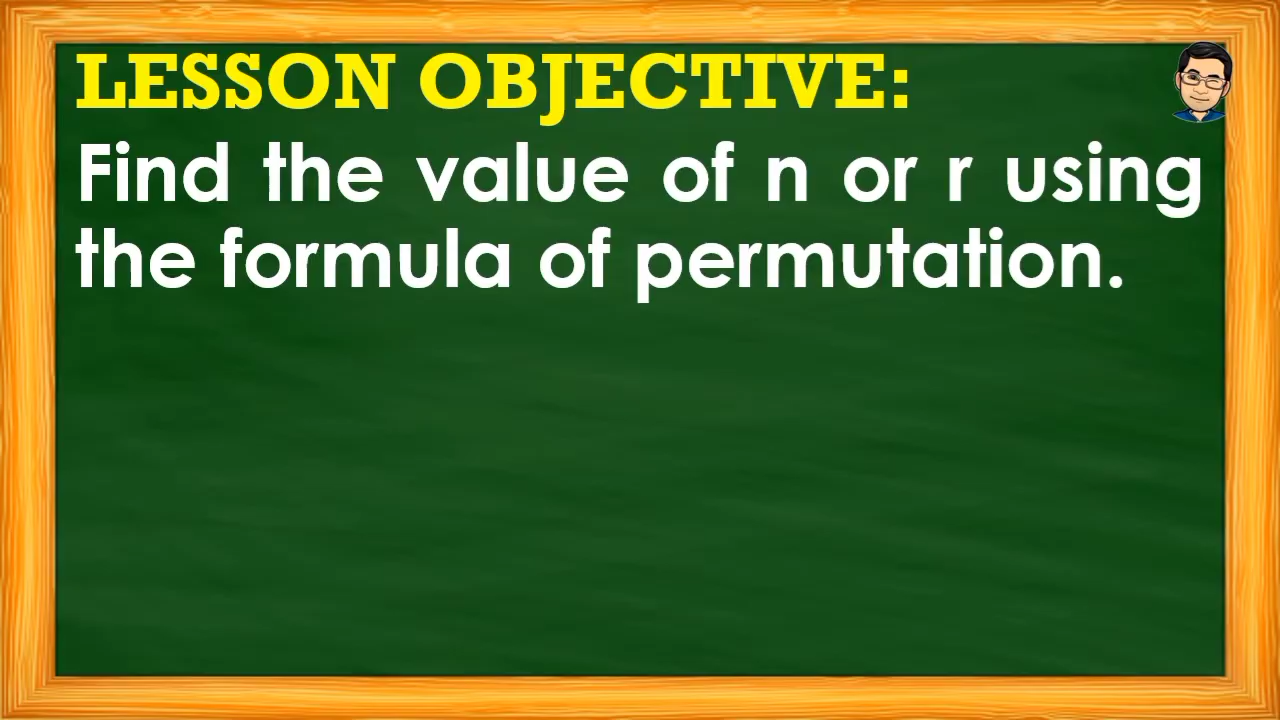 LESSON OBJECTIVE:
Find the value of n or r using
the formula of permutation.